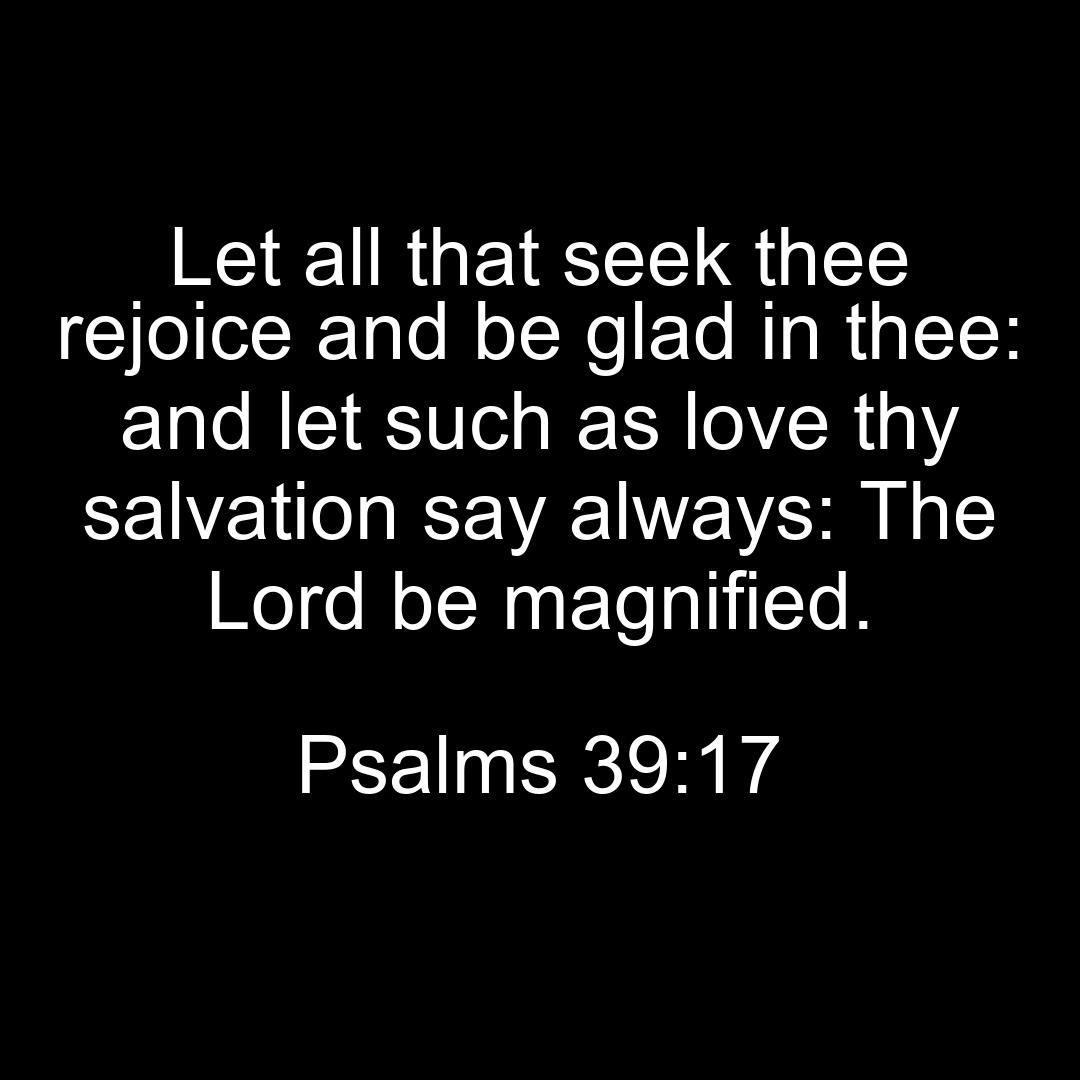 Let all that seek thee
rejoice and be glad in thee:
and let such as love thy
salvation say always: The
Lord be magnified.
Psalms 39:17